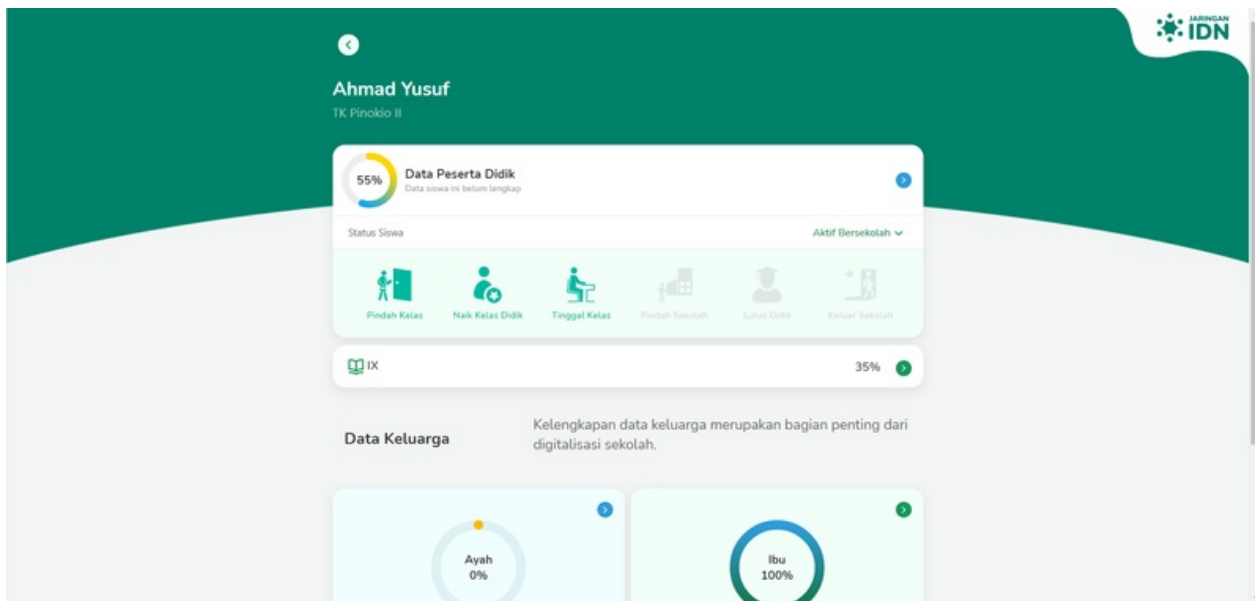 JARINGAN
IDN
Ahmad Yusuf
TK Pinokio II
55%
Data Peserta Didik
Data siswa ini belum lengkap
Status Siswa
Aktif Bersekolah
Pindah Kelas
Naik Kelas Didik
Tinggal Kelas
Pindah Sekolah
Lulus Didik
Keluar Sekolah
IX
35%
Data Keluarga
Kelengkapan data keluarga merupakan bagian penting dari
digitalisasi sekolah.
Ayah
0%
Ibu
100%